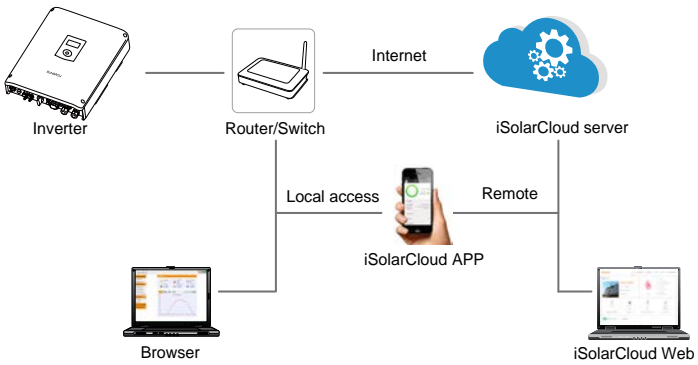 Internet
Inverter
Router/Switch
iSolarCloud server
Local access
Remote
iSolarCloud APP
Browser
iSolarCloud Web